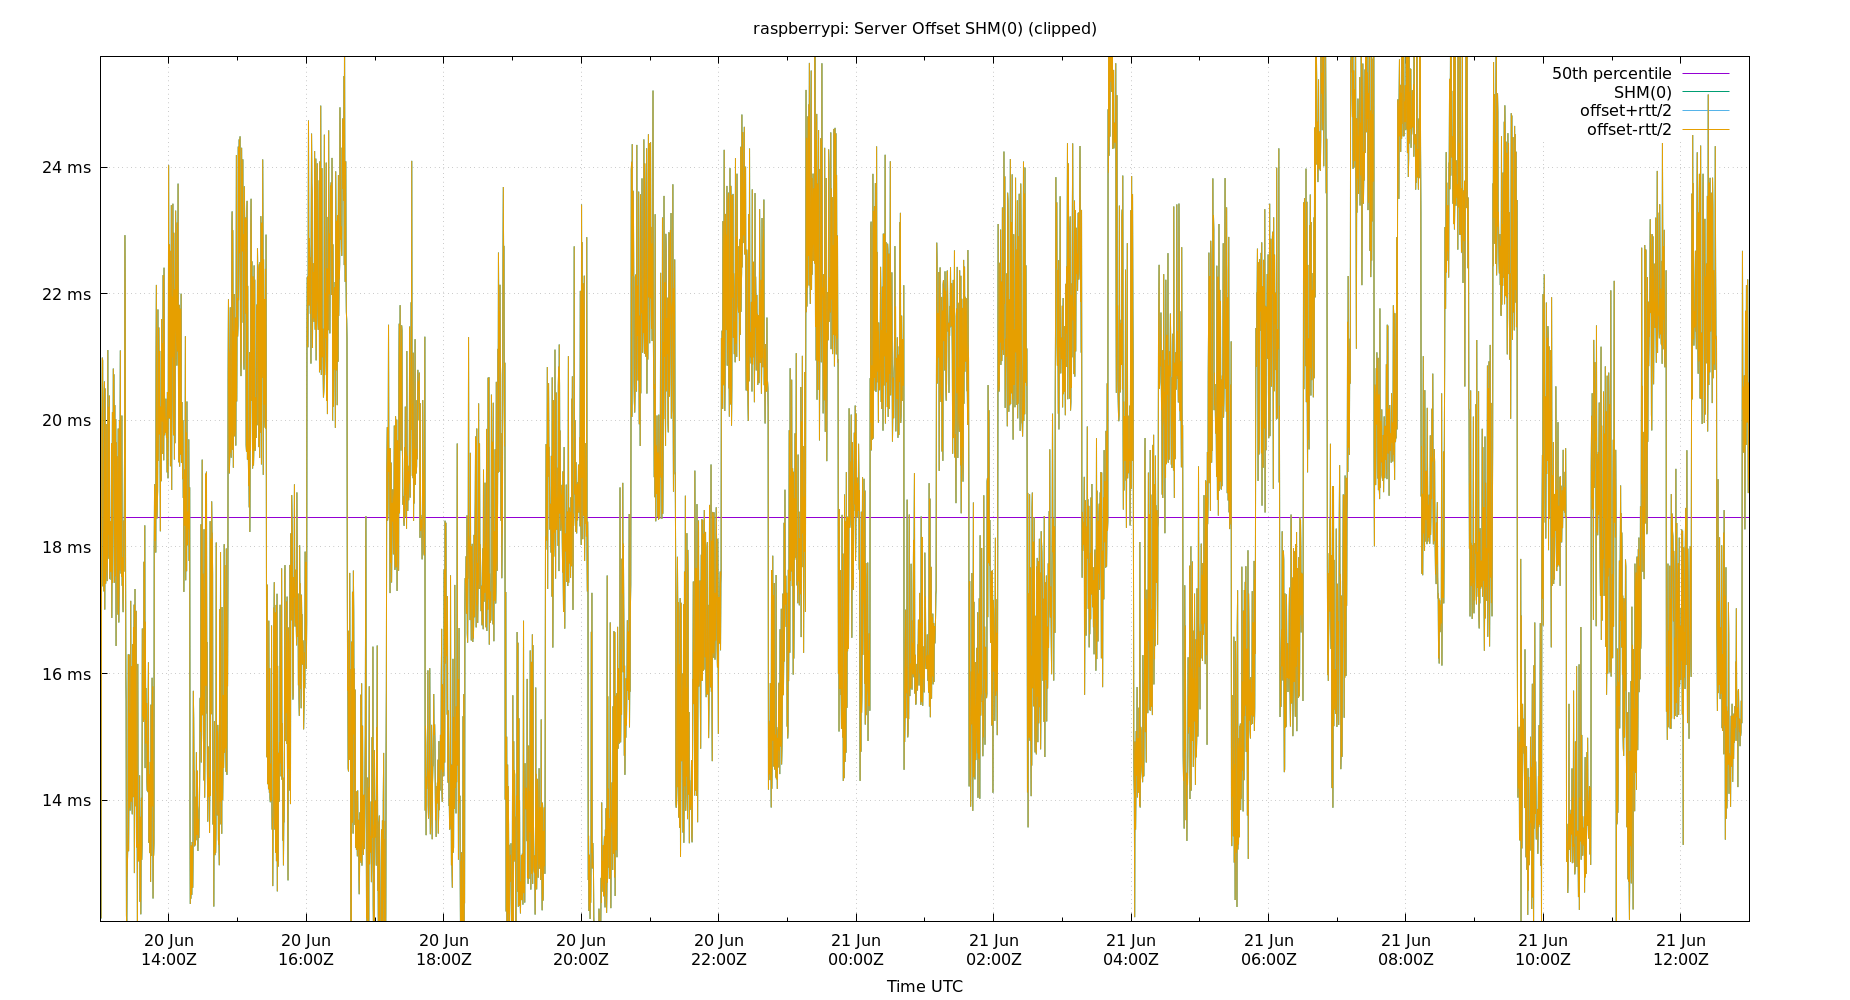 raspberrypi: Server Offset SHM(0) (clipped)
50th percentile
SHM(0)
offset+rtt/2
offset-rtt/2
24 ms
22 ms
20 ms
18 ms
16 ms
14 ms
20 Jun 20 Jun 20 Jun 20 Jun 20 Jun 21 Jun 21 Jun 21 Jun 21 Jun 21 Jun 21 Jun 21 Jun
14:00Z 16:00Z 18:00Z 20:00Z 22:00Z 00:00Z 02:00Z 04:00Z 06:00Z 08:00Z 10:00Z 12:00Z
Time UTC